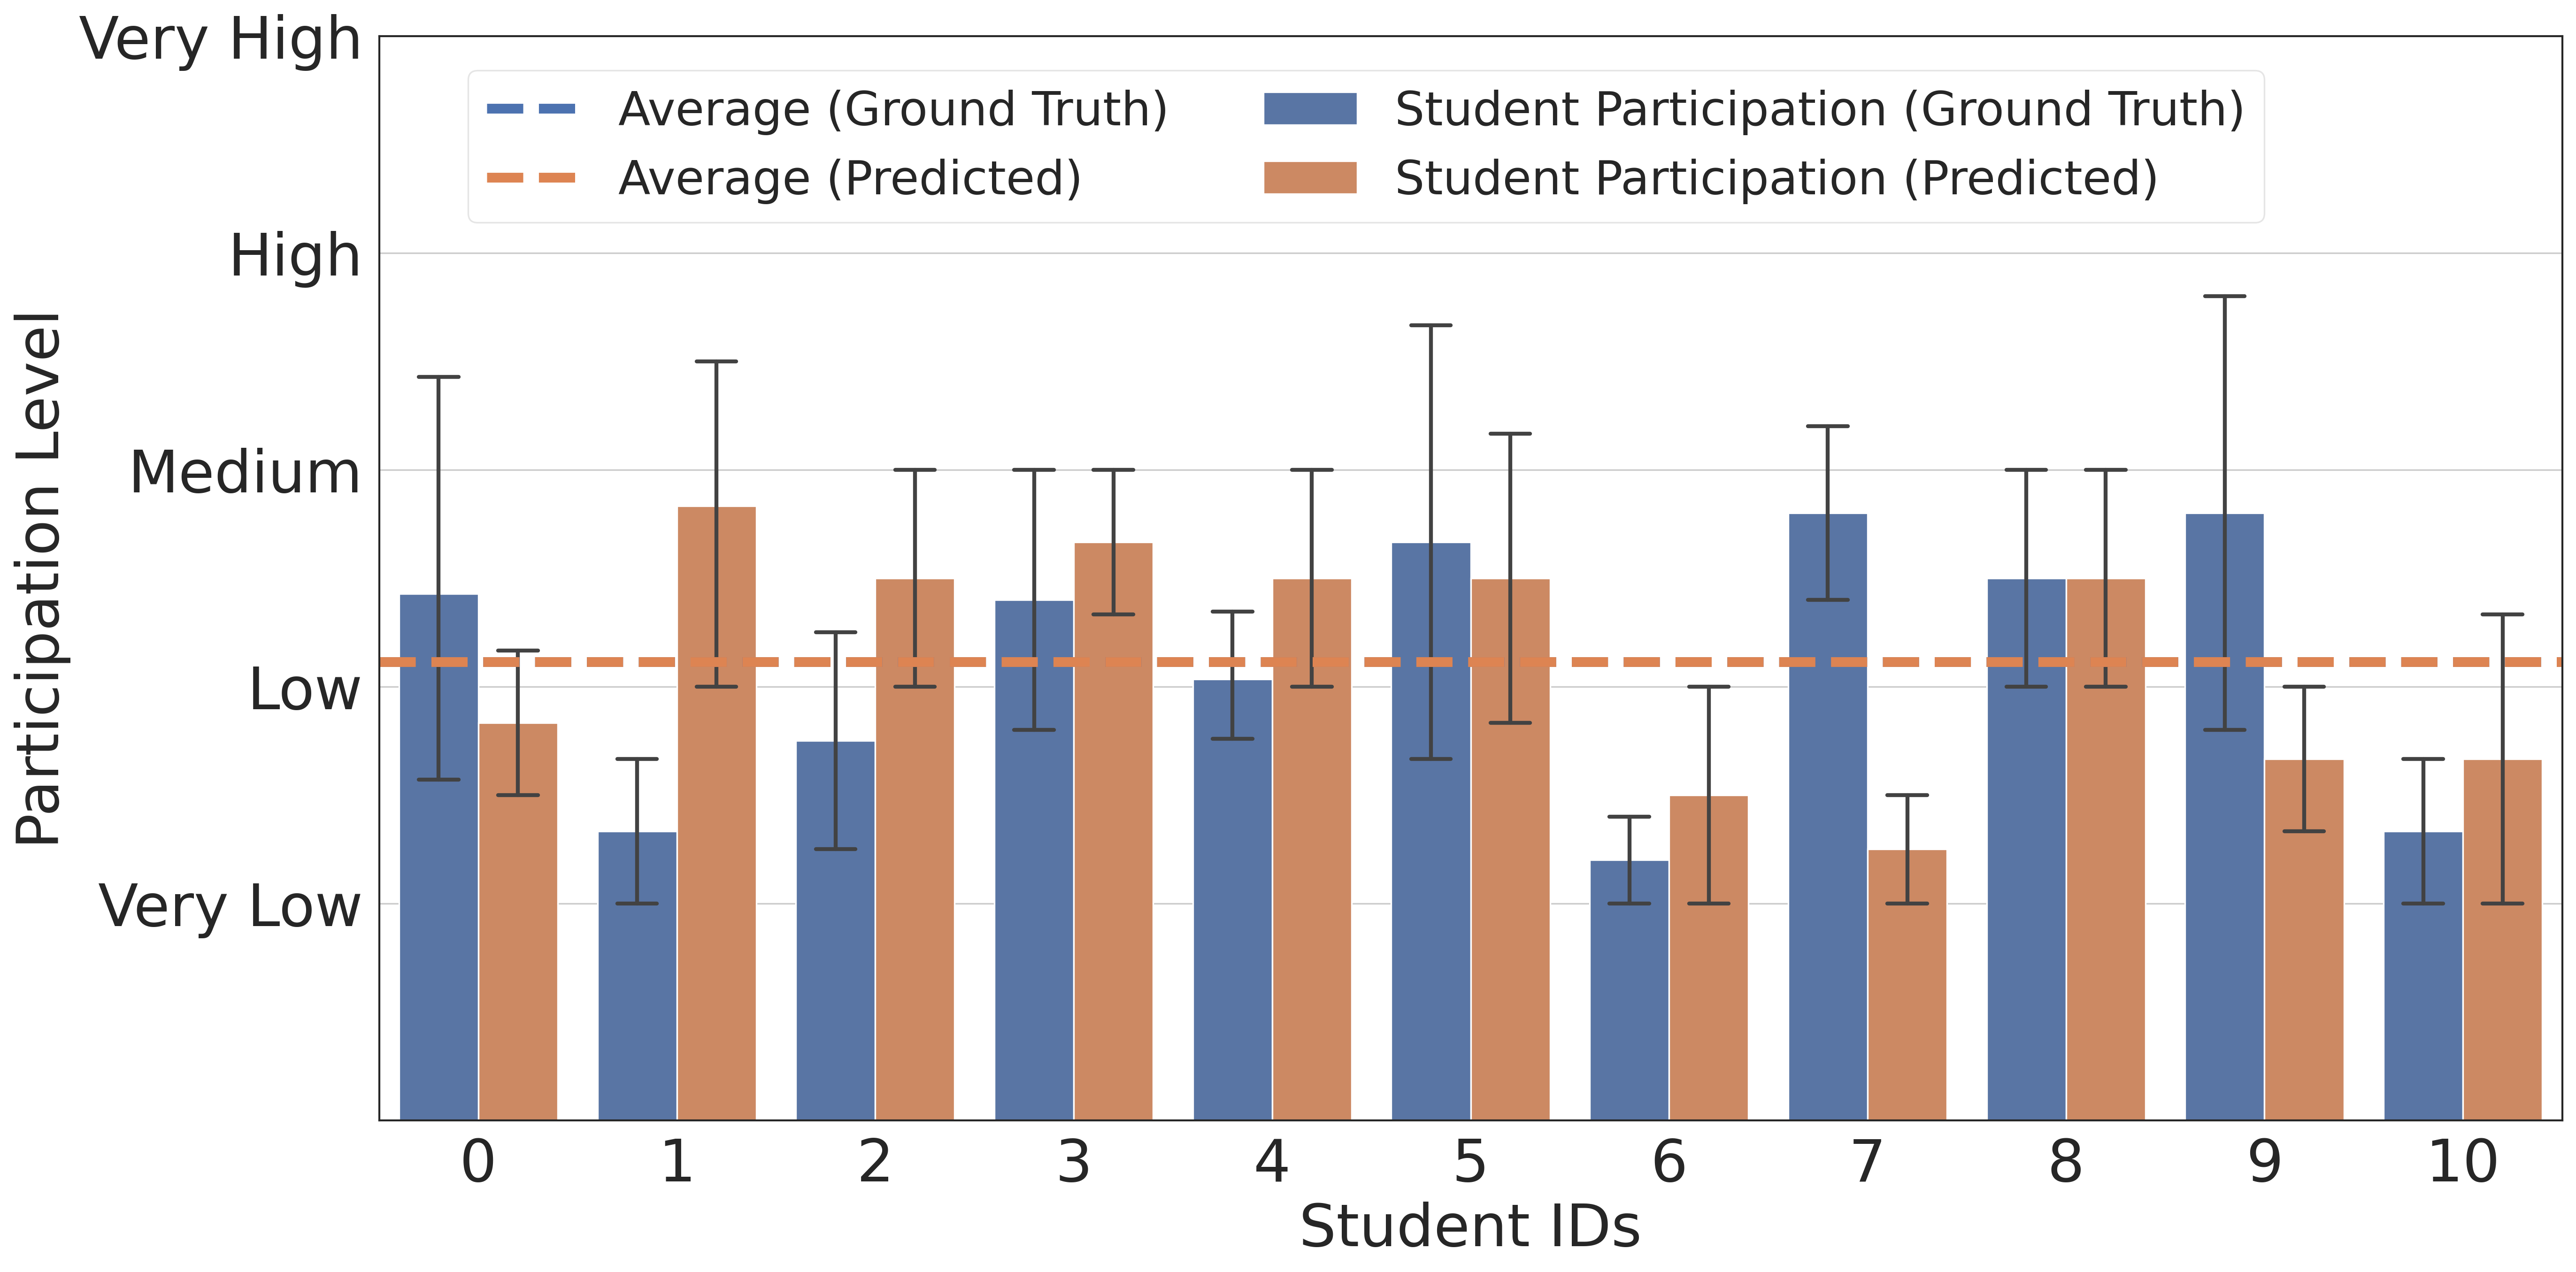 Very High
High
Medium
Low
Very Low
Participation Level
Average (Ground Truth)
Average (Predicted)
Student Participation (Ground Truth)
Student Participation (Predicted)
0 1 2 3 4 5 6 7 8 9 10
Student IDs